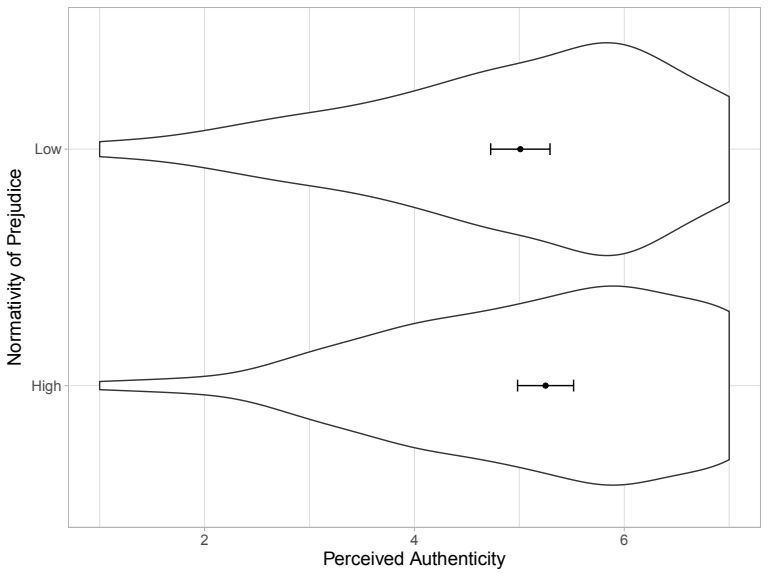 Normativity of Prejudice
Low
High
2
4
6
Perceived Authenticity